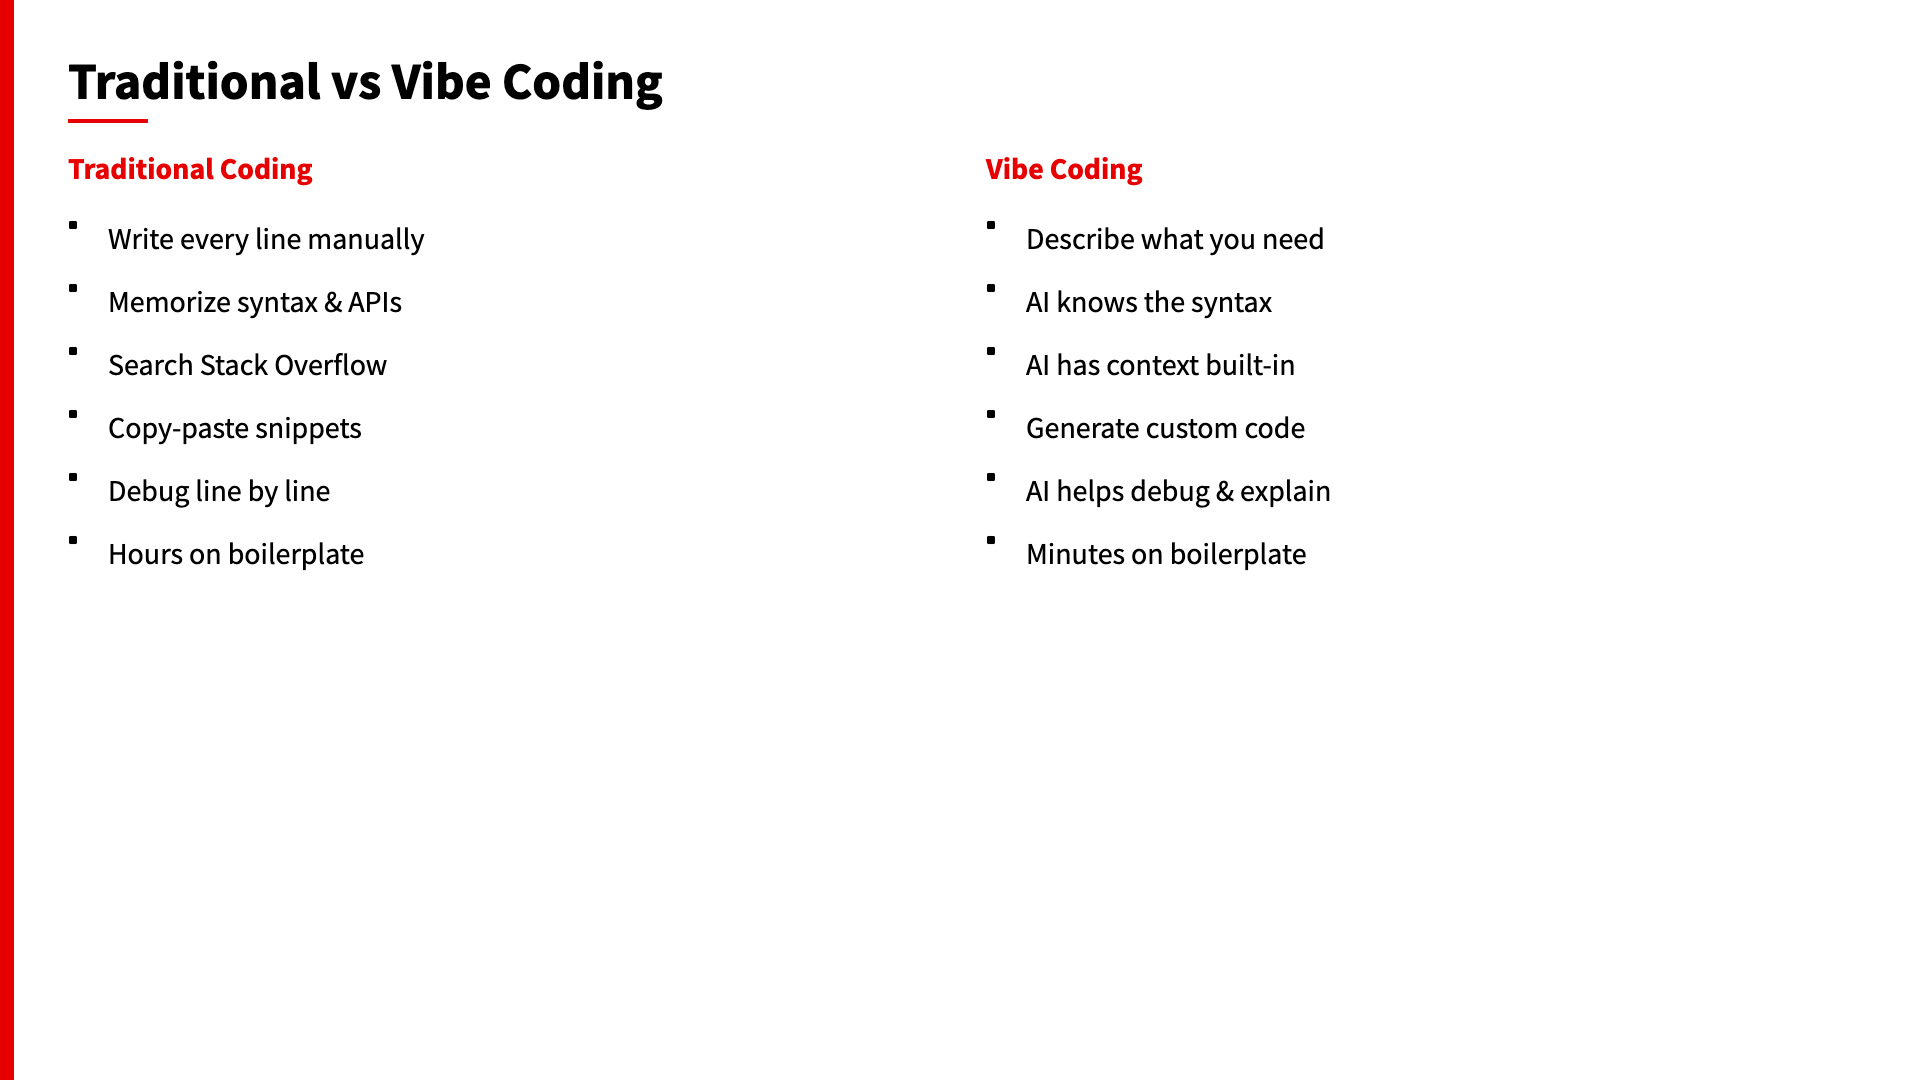 Traditional vs Vibe Coding
Traditional Coding
Write every line manually
Memorize syntax & APIs
Search Stack Overflow
Copy-paste snippets
Debug line by line
Hours on boilerplate
Vibe Coding
Describe what you need
AI knows the syntax
AI has context built-in
Generate custom code
AI helps debug & explain
Minutes on boilerplate